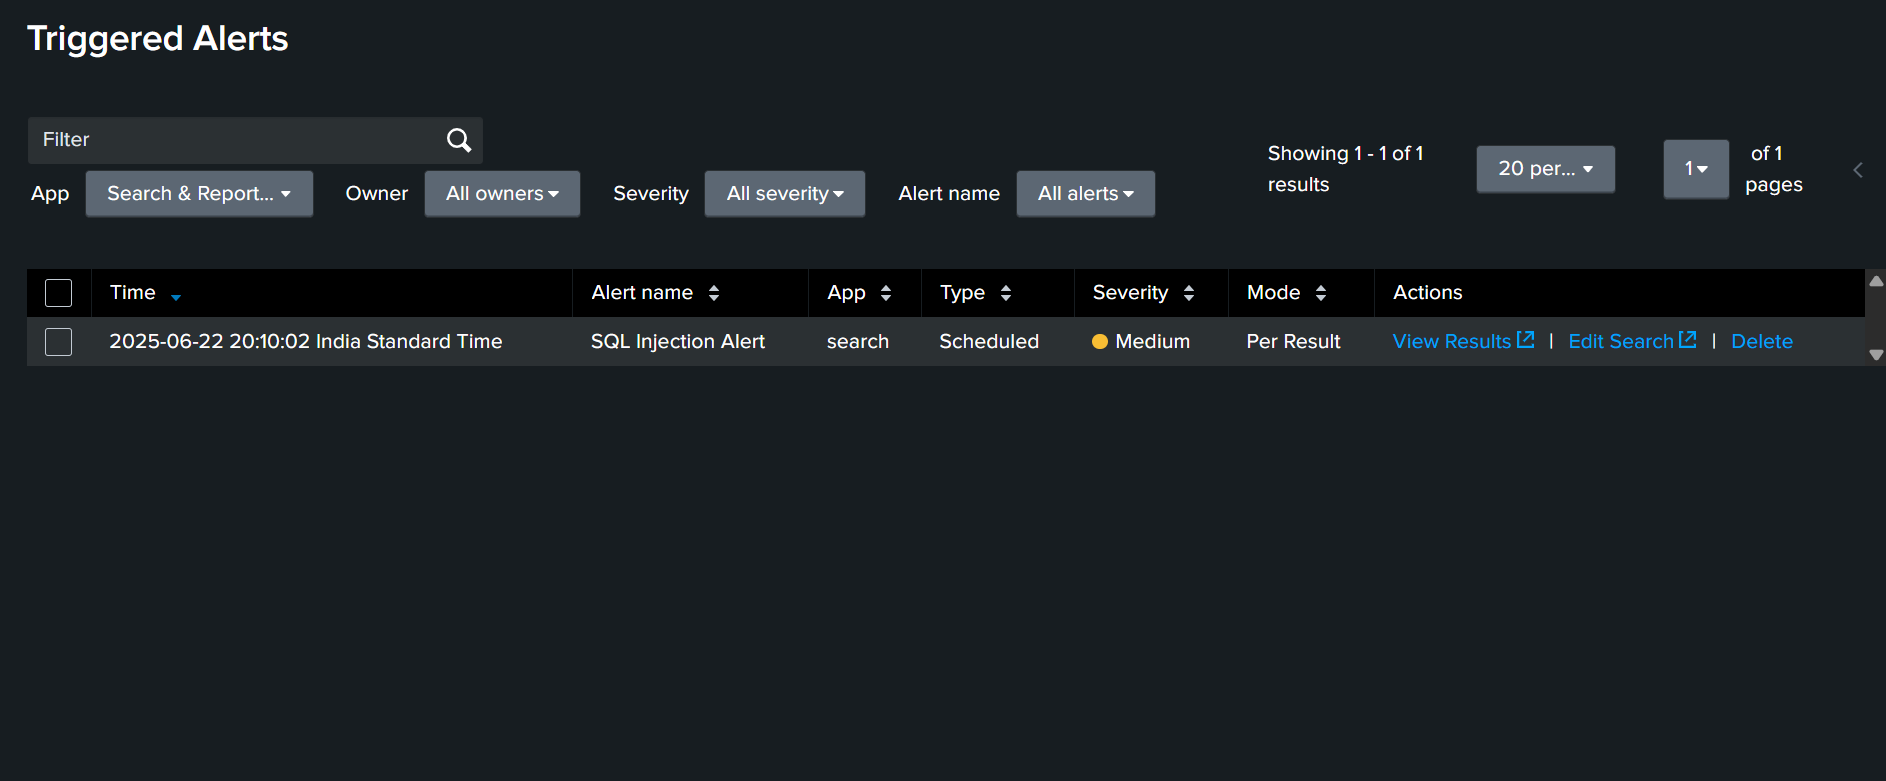 Triggered Alerts
Filter
App Search & Report... Owner All owners Severity All severity Alert name All alerts
Showing 1 - 1 of 1
results
20 per...
1
of 1
pages
Time Alert name App Type Severity Mode Actions
2025-06-22 20:10:02 India Standard Time SQL Injection Alert search Scheduled Medium Per Result View Results | Edit Search | Delete